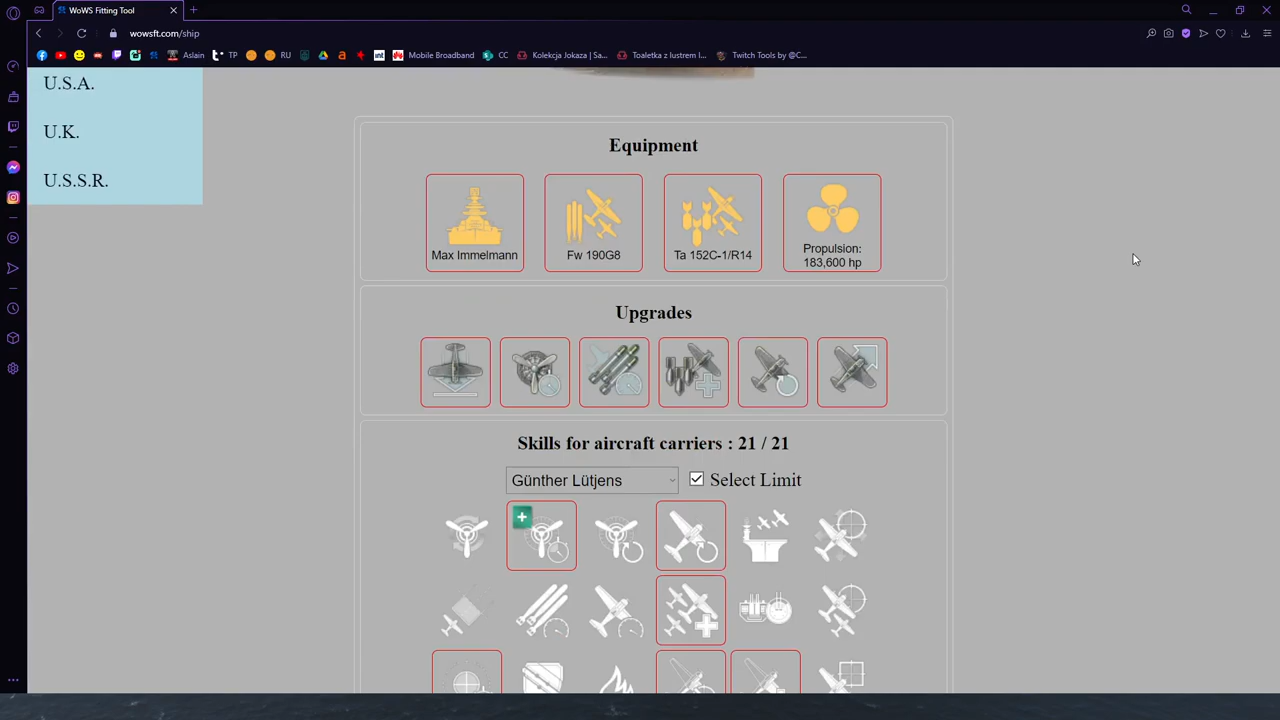 WoWS Fitting Tool
wowsft.com/ship
Aslain
TP
RU
int
Mobile Broadband
CC
Kolekcja Jokaza | Sa...
Toaletka z lustrem I...
Twitch Tools by @C...
U.S.A.
U.K.
U.S.S.R.
Equipment
Max Immelmann
Fw 190G8
Ta 152C-1/R14
Propulsion:
183,600 hp
Upgrades
Skills for aircraft carriers : 21 / 21
Günther Lütjens
Select Limit